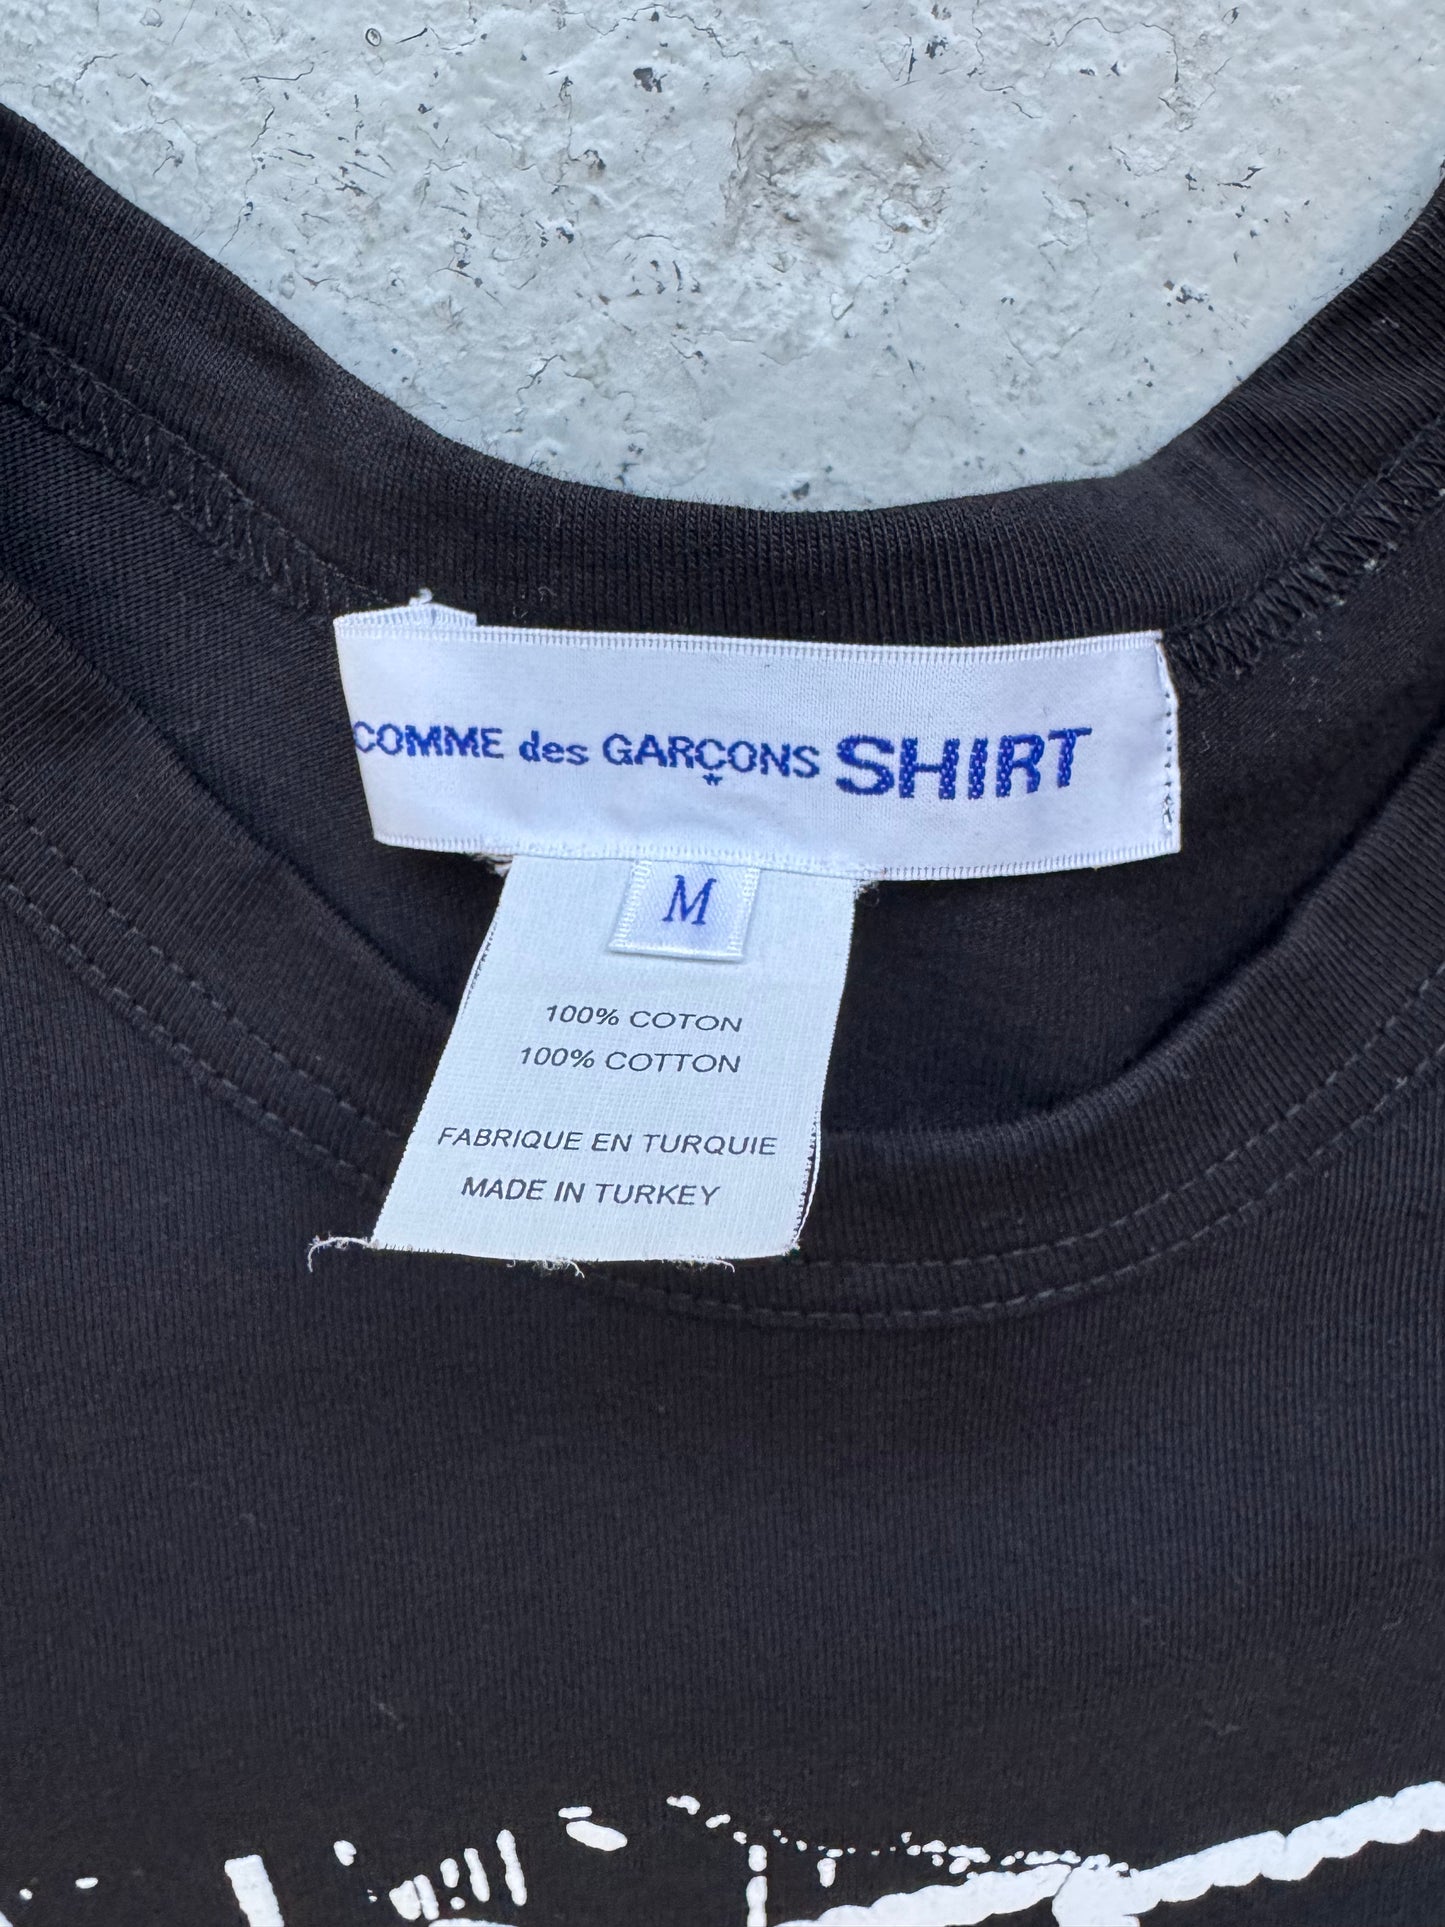 COMME des GARÇONS SHIRT
M
100% COTON
100% COTTON
FABRIQUE EN TURQUIE
MADE IN TURKEY